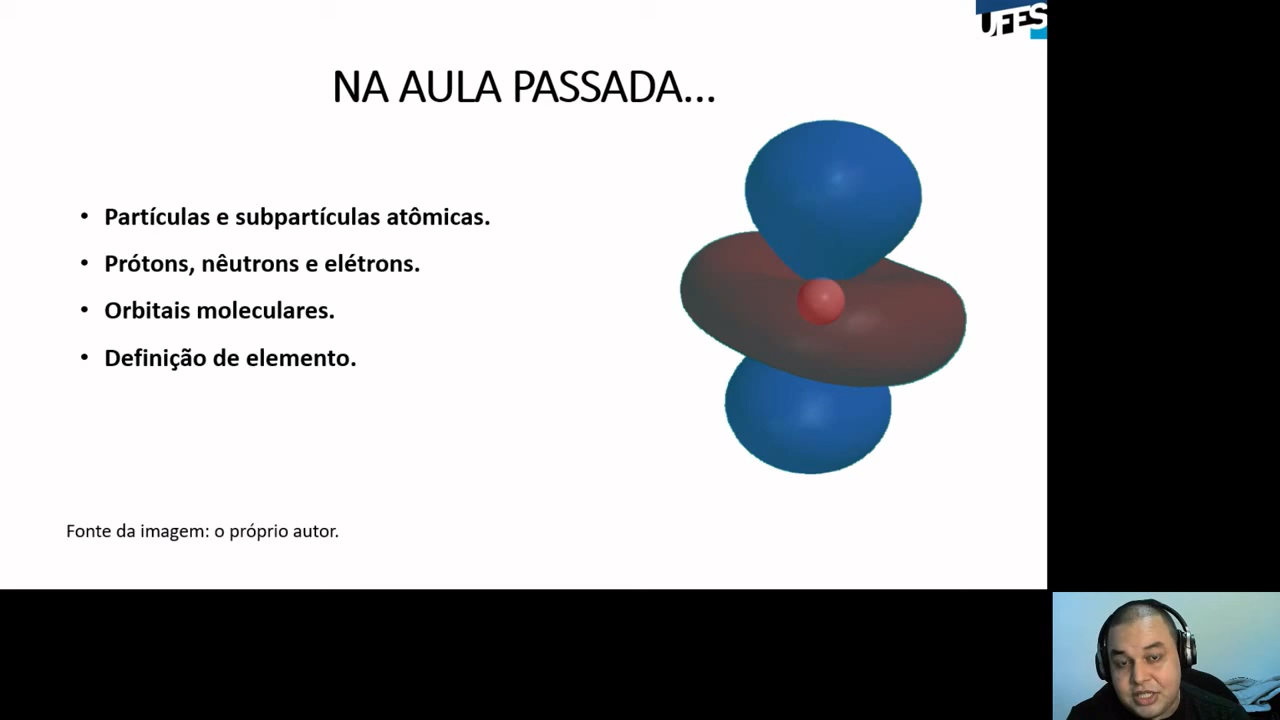 UFES
NA AULA PASSADA...
• Partículas e subpartículas atômicas.
• Prótons, nêutrons e elétrons.
• Orbitais moleculares.
• Definição de elemento.
Fonte da imagem: o próprio autor.